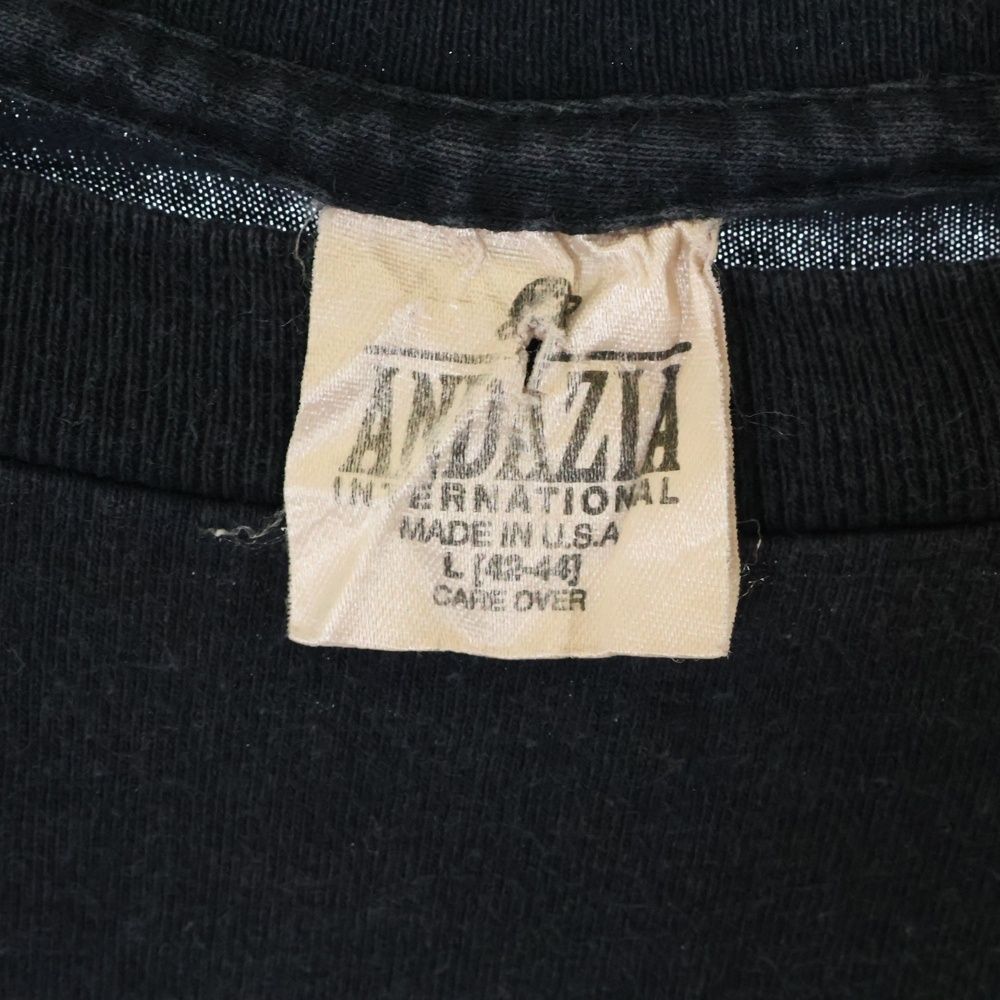 ANDAZIA
INTERNATIONAL
MADE IN U.S.A
L [42-44]
CARE OVER